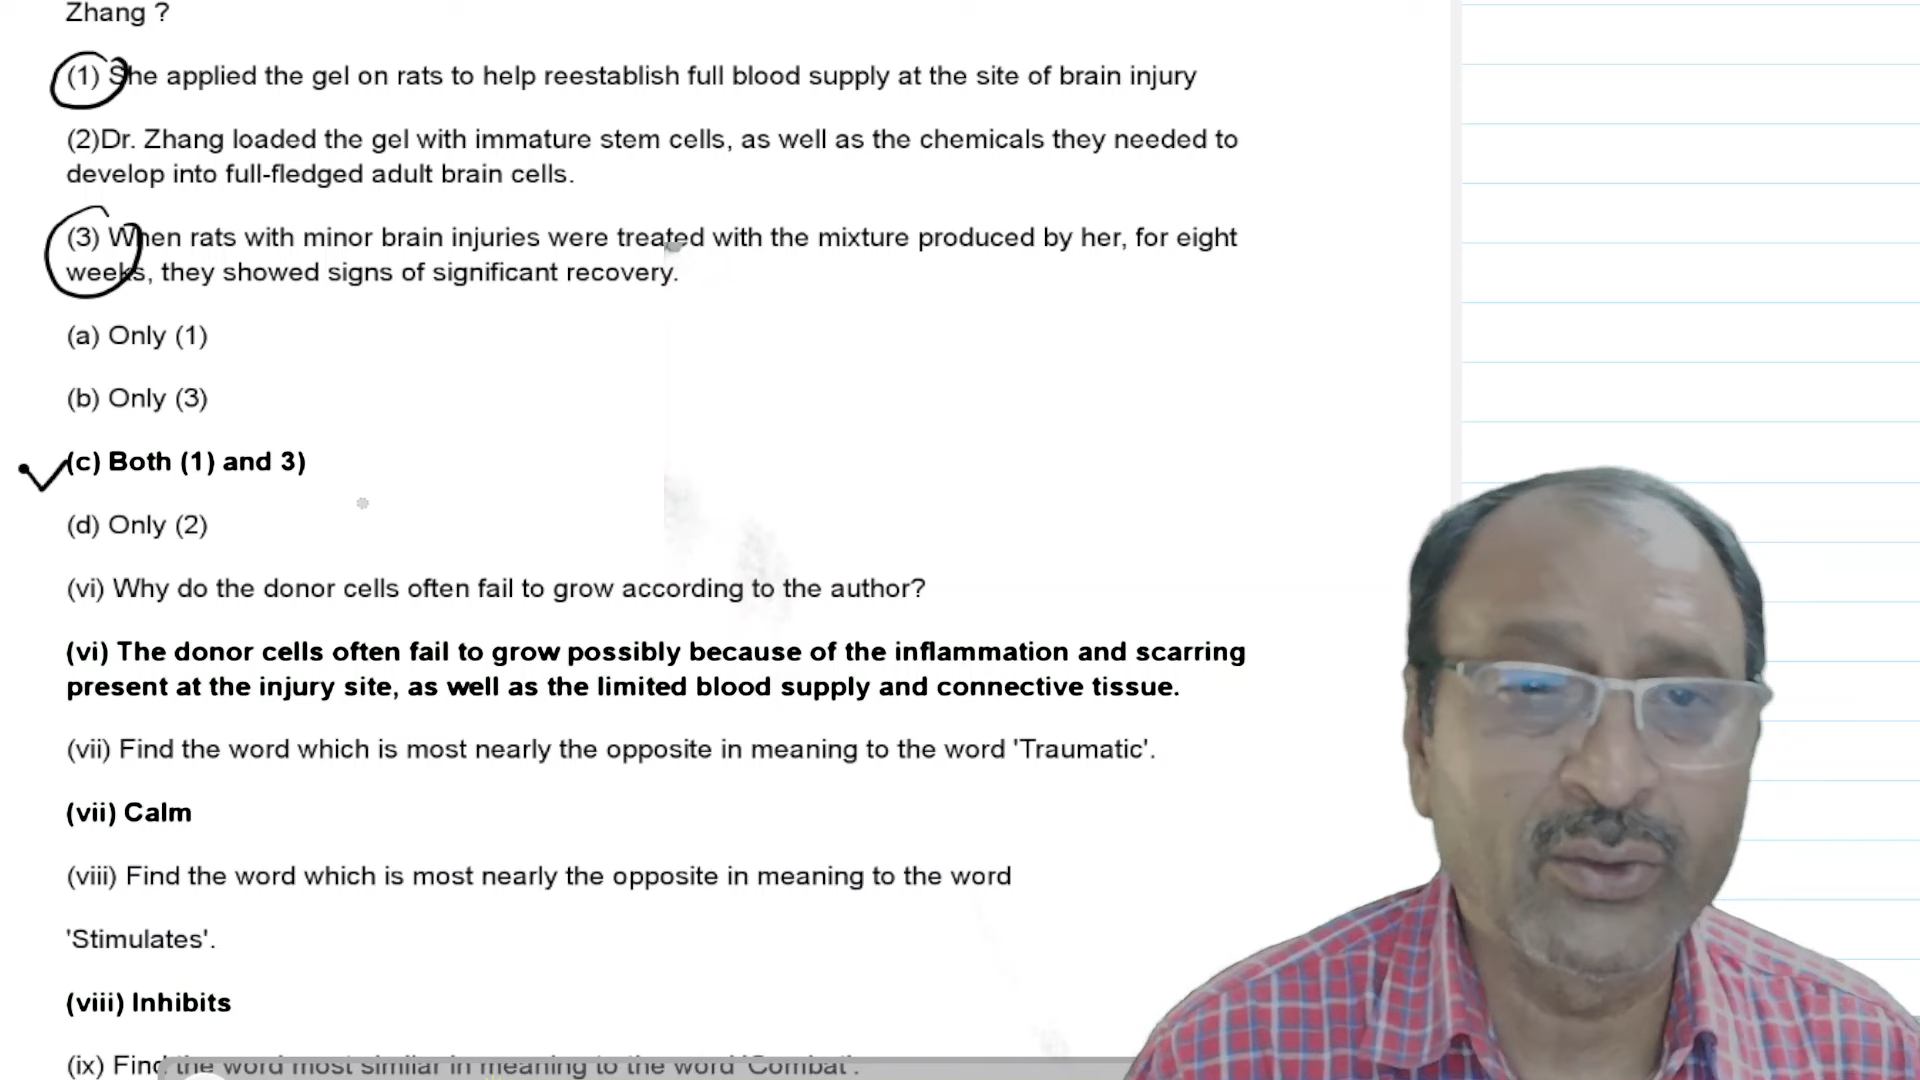 Zhang ?
(1) She applied the gel on rats to help reestablish full blood supply at the site of brain injury
(2)Dr. Zhang loaded the gel with immature stem cells, as well as the chemicals they needed to
develop into full-fledged adult brain cells.
(3) When rats with minor brain injuries were treated with the mixture produced by her, for eight
weeks, they showed signs of significant recovery.
(a) Only (1)
(b) Only (3)
(c) Both (1) and 3)
(d) Only (2)
(vi) Why do the donor cells often fail to grow according to the author?
(vi) The donor cells often fail to grow possibly because of the inflammation and scarring
present at the injury site, as well as the limited blood supply and connective tissue.
(vii) Find the word which is most nearly the opposite in meaning to the word 'Traumatic'.
(vii) Calm
(viii) Find the word which is most nearly the opposite in meaning to the word
'Stimulates'.
(viii) Inhibits
(ix) Find the word most similar in meaning to the word 'Combat'.